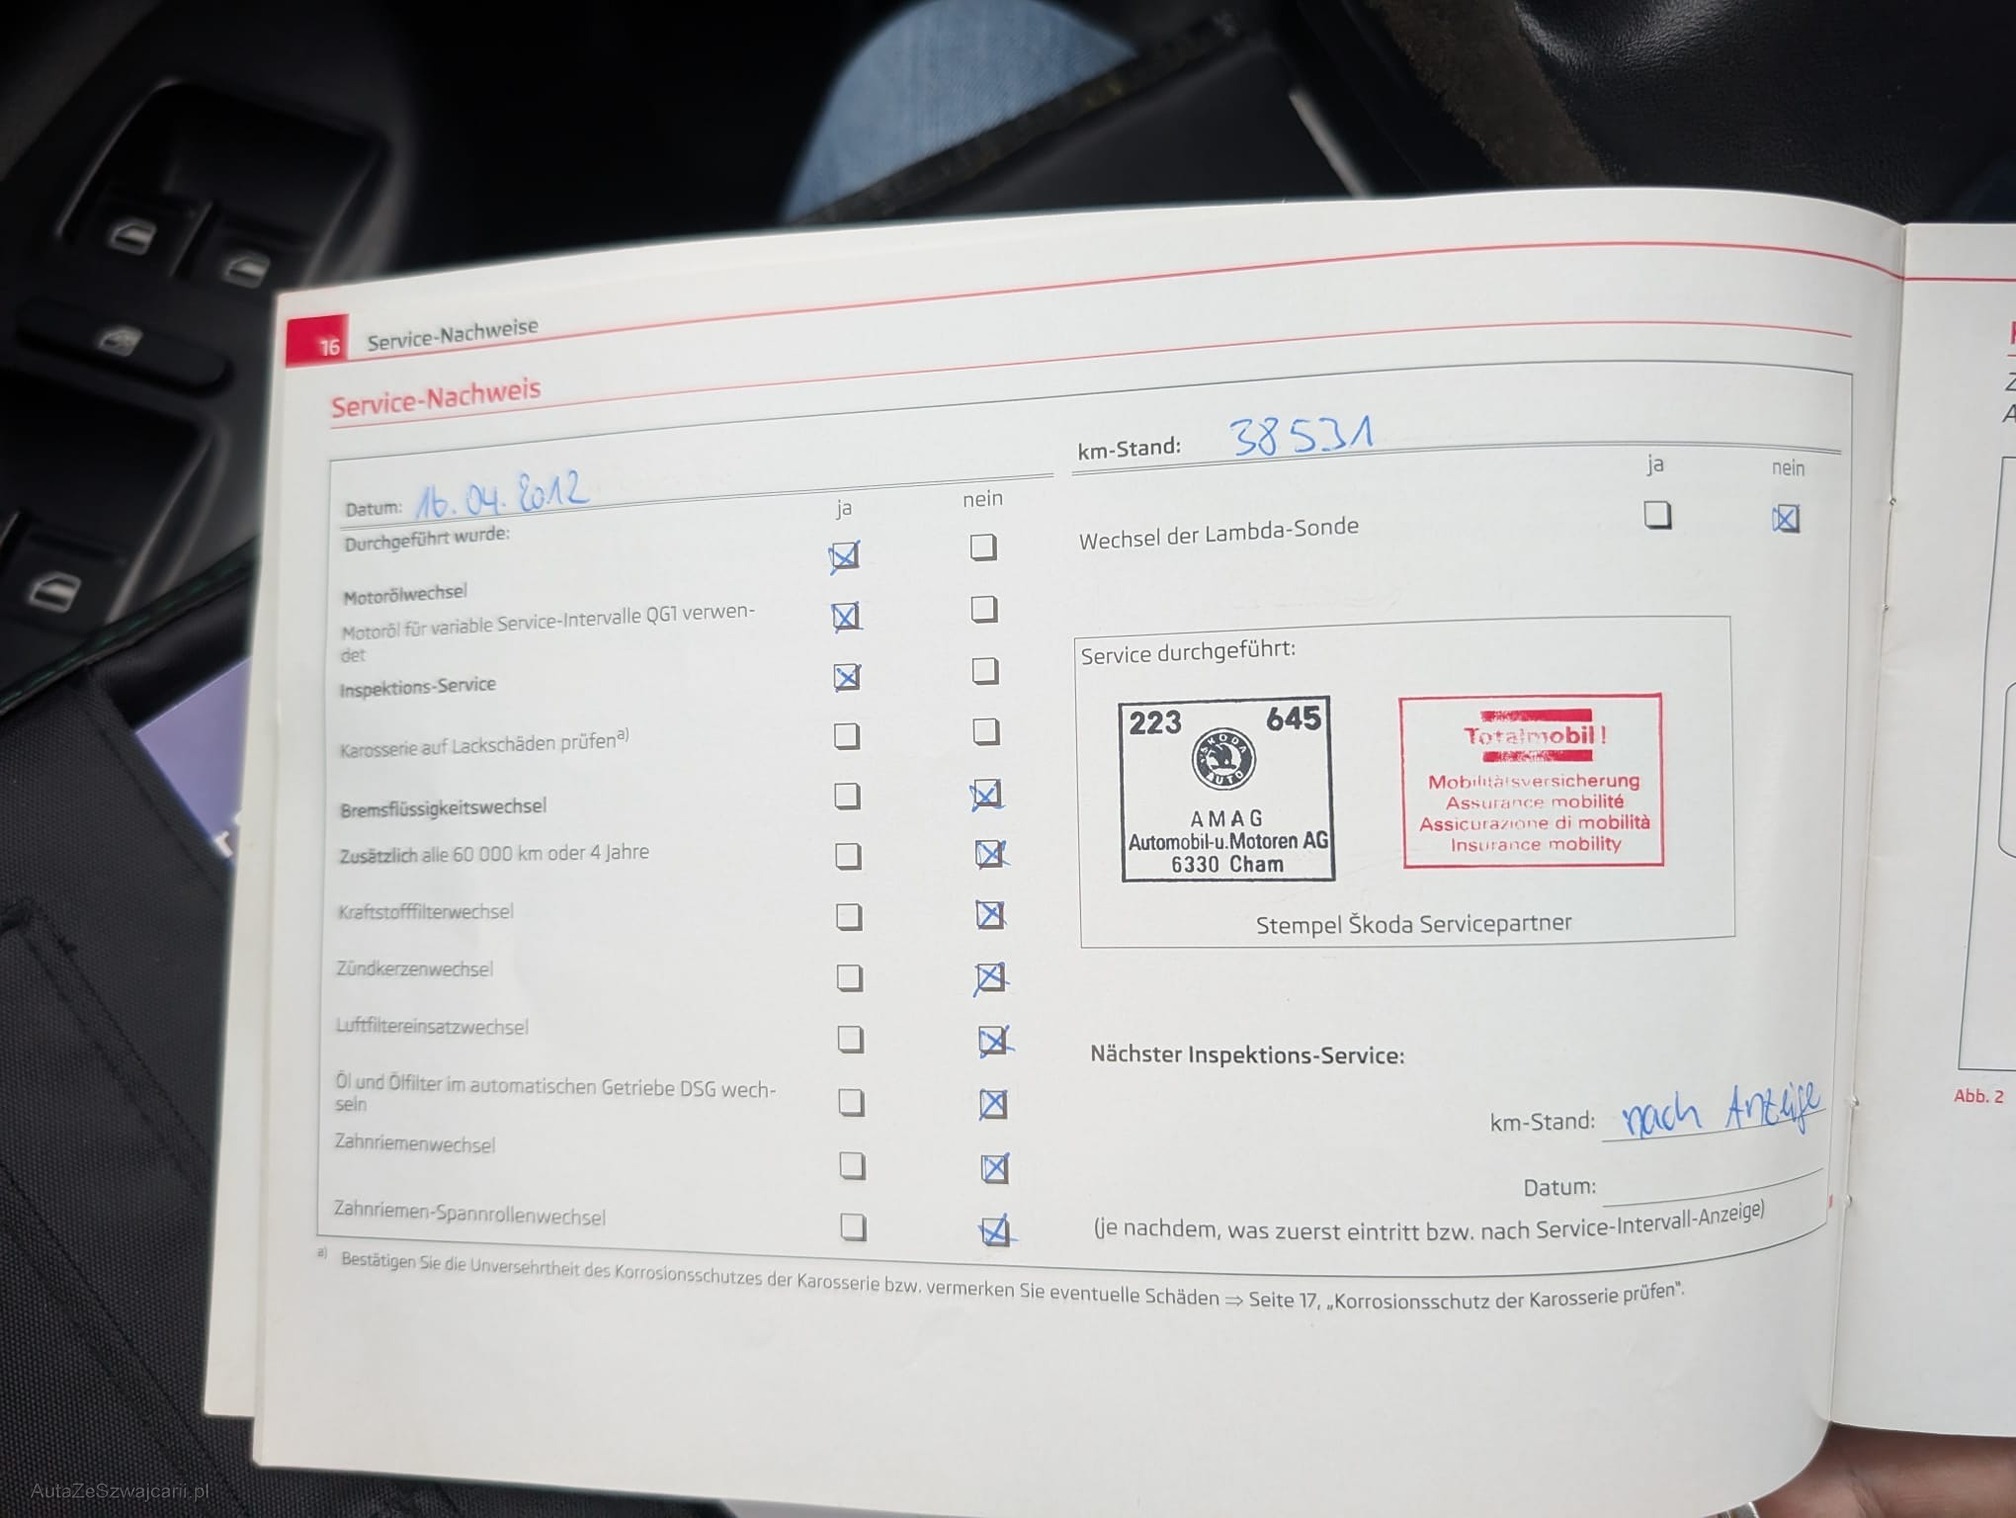 16 Service-Nachweise
Service-Nachweis
Datum: 16.04.2012
km-Stand: 38531
Durchgeführt wurde:
ja nein
Motorölwechsel
Motoröl für variable Service-Intervalle QG1 verwen-
det
Inspektions-Service
Karosserie auf Lackschäden prüfen a)
Bremsflüssigkeitswechsel
Zusätzlich alle 60 000 km oder 4 Jahre
Kraftstofffilterwechsel
Zündkerzenwechsel
Luftfiltereinsatzwechsel
Öl und Ölfilter im automatischen Getriebe DSG wech-
seln
Zahnriemenwechsel
Zahnriemen-Spannrollenwechsel
ja nein
Wechsel der Lambda-Sonde
Service durchgeführt:
223 645
ŠKODA
AUTO
AMAG
Automobil-u.Motoren AG
6330 Cham
Totalmobil!
Mobilitätsversicherung
Assurance mobilité
Assicurazione di mobilità
Insurance mobility
Stempel Škoda Servicepartner
Nächster Inspektions-Service:
km-Stand: nach Anzeige
Datum:
(je nachdem, was zuerst eintritt bzw. nach Service-Intervall-Anzeige)
a) Bestätigen Sie die Unversehrtheit des Korrosionsschutzes der Karosserie bzw. vermerken Sie eventuelle Schäden ⇒ Seite 17, „Korrosionsschutz der Karosserie prüfen".
Abb. 2
AutaZeSzwajcarii.pl